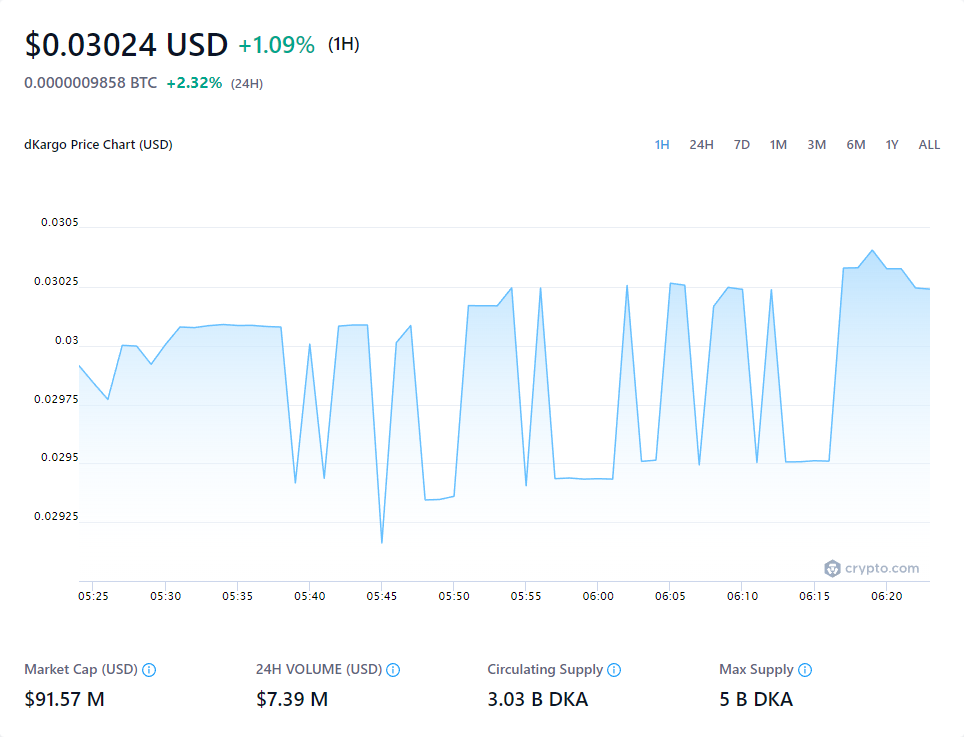 $0.03024 USD +1.09% (1H)
0.0000009858 BTC +2.32% (24H)
dKargo Price Chart (USD) 1H 24H 7D 1M 3M 6M 1Y ALL
0.0305
0.03025
0.03
0.02975
0.0295
0.02925
crypto.com
05:25 05:30 05:35 05:40 05:45 05:50 05:55 06:00 06:05 06:10 06:15 06:20
Market Cap (USD) 24H VOLUME (USD) Circulating Supply Max Supply
$91.57 M $7.39 M 3.03 B DKA 5 B DKA